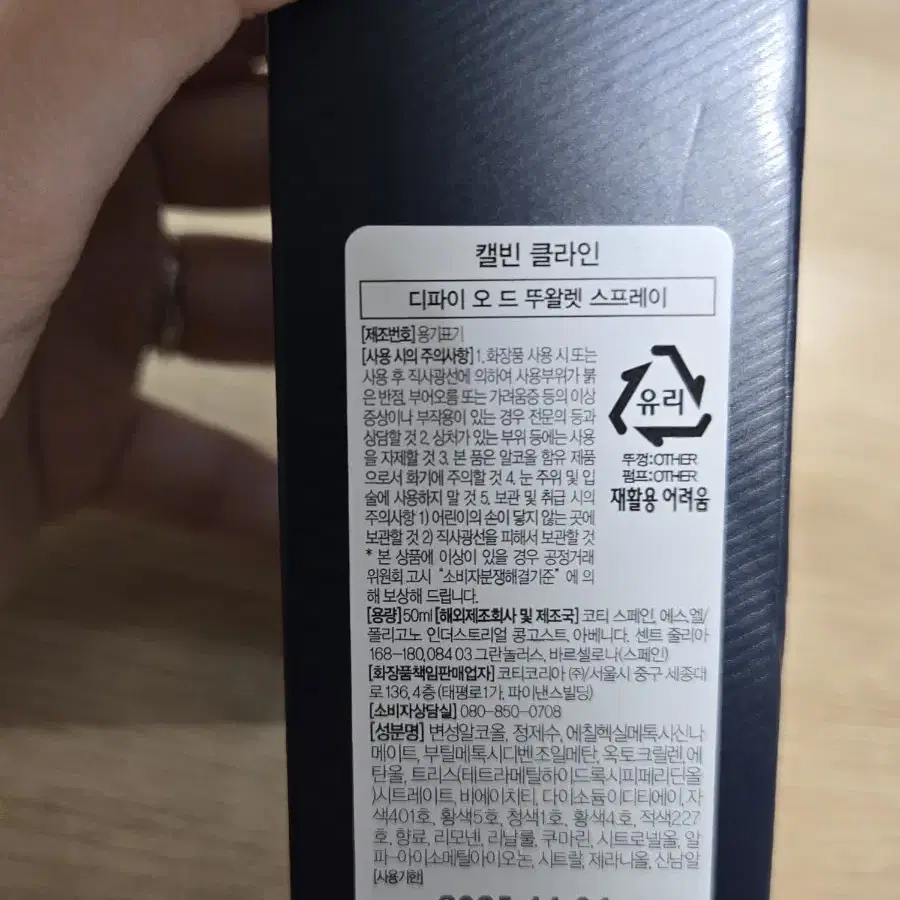 캘빈 클라인
디파이 오 드 뚜왈렛 스프레이
[제조번호] 용기표기
[사용 시의 주의사항] 1. 화장품 사용 시 또는
사용 후 직사광선에 의하여 사용부위가 붉
은 반점, 부어오름 또는 가려움증 등의 이상
증상이나 부작용이 있는 경우 전문의 등과
상담할 것 2. 상처가 있는 부위 등에는 사용
을 자제할 것 3. 본 품은 알코올 함유 제품
으로서 화기에 주의할 것 4. 눈 주위 및 입
술에 사용하지 말 것 5. 보관 및 취급 시의
주의사항 1) 어린이의 손이 닿지 않는 곳에
보관할 것 2) 직사광선을 피해서 보관할 것
* 본 상품에 이상이 있을 경우 공정거래
위원회 고시 “소비자분쟁해결기준” 에 의
해 보상해 드립니다.
유리
뚜껑:OTHER
펌프:OTHER
재활용 어려움
[용량] 50ml [해외제조회사 및 제조국] 코티 스페인, 에스.엘/
폴리고노 인더스트리얼 콩고스트, 아베니다. 센트 줄리아
168-180, 084 03 그란놀러스, 바르셀로나(스페인)
[화장품책임판매업자] 코티코리아 ㈜/서울시 중구 세종대
로 136, 4층 (태평로1가, 파이낸스빌딩)
[소비자상담실] 080-850-0708
[성분명] 변성알코올, 정제수, 에칠헥실메톡시신나
메이트, 부틸메톡시디벤조일메탄, 옥토크릴렌, 에
탄올, 트리스(테트라메틸하이드록시피페리딘올
)시트레이트, 비에이치티, 다이소듐이디티에이, 자
색401호, 황색5호, 청색1호, 황색4호, 적색227
호, 향료, 리모넨, 리날룰, 쿠마린, 시트로넬올, 알
파-아이소메틸아이오논, 시트랄, 제라니올, 신남알
[사용기한]